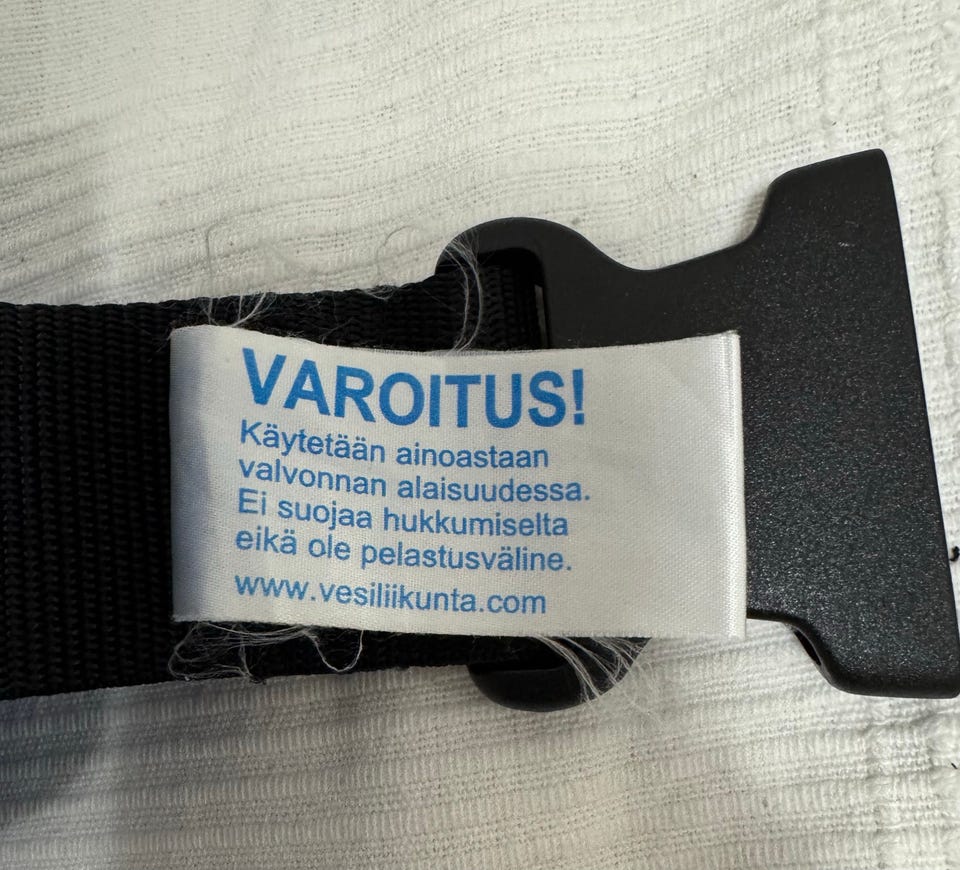 VAROITUS!
Käytetään ainoastaan
valvonnan alaisuudessa.
Ei suojaa hukkumiselta
eikä ole pelastusväline.
www.vesiliikunta.com